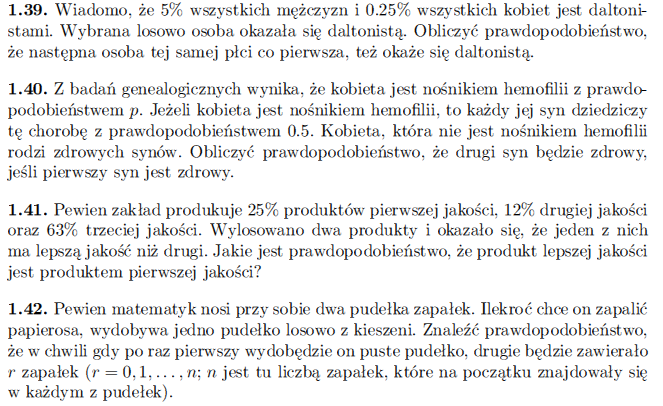 1.39. Wiadomo, że 5% wszystkich mężczyzn i 0.25% wszystkich kobiet jest daltoni-
stami. Wybrana losowo osoba okazała się daltonistą. Obliczyć prawdopodobieństwo,
że następna osoba tej samej płci co pierwsza, też okaże się daltonistą.
1.40. Z badań genealogicznych wynika, że kobieta jest nośnikiem hemofilii z prawdo-
podobieństwem p. Jeżeli kobieta jest nośnikiem hemofilii, to każdy jej syn dziedziczy
tę chorobę z prawdopodobieństwem 0.5. Kobieta, która nie jest nośnikiem hemofilii
rodzi zdrowych synów. Obliczyć prawdopodobieństwo, że drugi syn będzie zdrowy,
jeśli pierwszy syn jest zdrowy.
1.41. Pewien zakład produkuje 25% produktów pierwszej jakości, 12% drugiej jakości
oraz 63% trzeciej jakości. Wylosowano dwa produkty i okazało się, że jeden z nich
ma lepszą jakość niż drugi. Jakie jest prawdopodobieństwo, że produkt lepszej jakości
jest produktem pierwszej jakości?
1.42. Pewien matematyk nosi przy sobie dwa pudełka zapałek. Ilekroć chce on zapalić
papierosa, wydobywa jedno pudełko losowo z kieszeni. Znaleźć prawdopodobieństwo,
że w chwili gdy po raz pierwszy wydobędzie on puste pudełko, drugie będzie zawierało
r zapałek (r = 0, 1, . . . , n; n jest tu liczbą zapałek, które na początku znajdowały się
w każdym z pudełek).